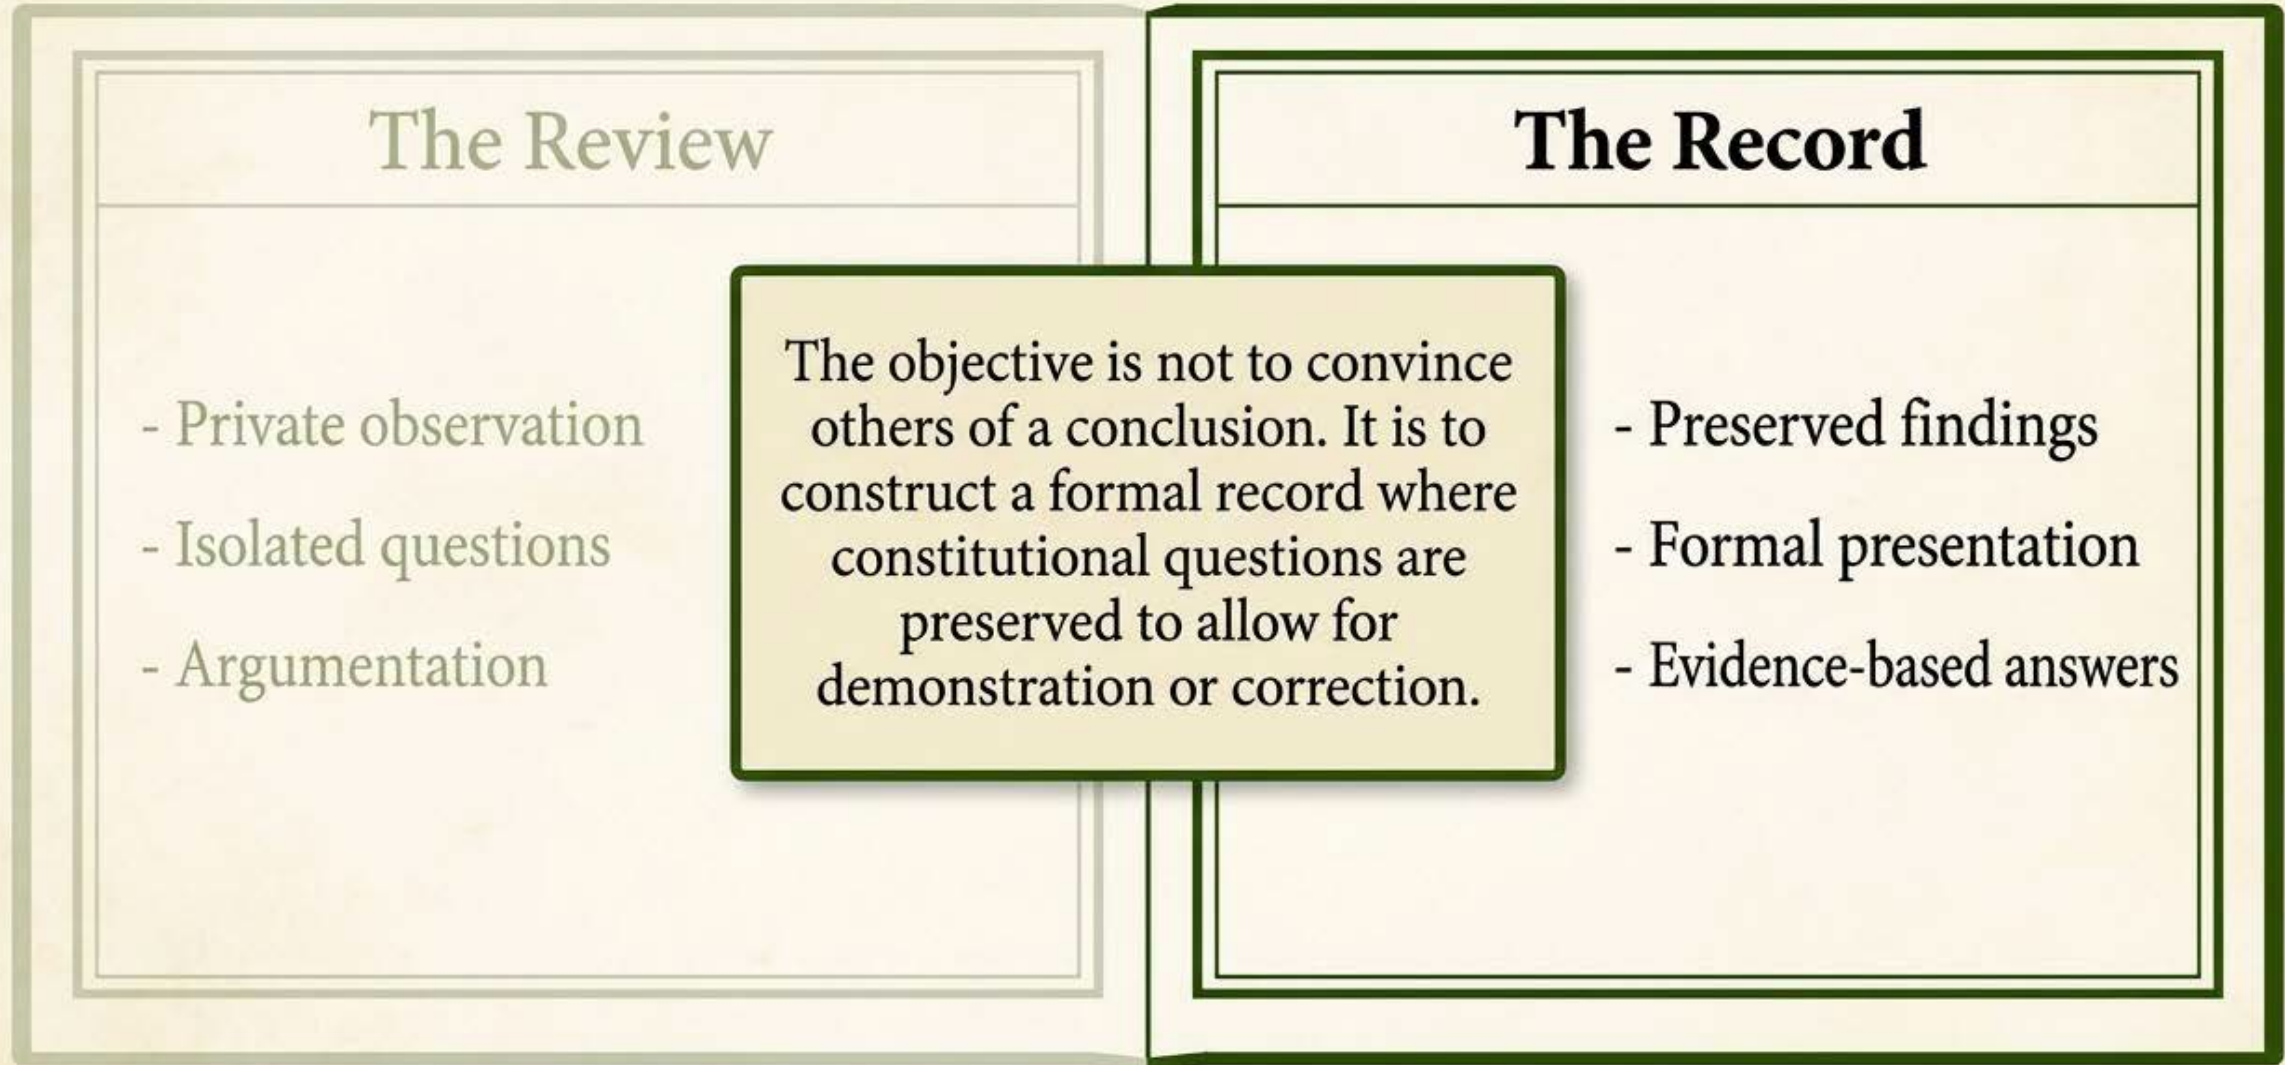 The Review
- Private observation
- Isolated questions
- Argumentation
The objective is not to convince
others of a conclusion. It is to
construct a formal record where
constitutional questions are
preserved to allow for
demonstration or correction.
The Record
- Preserved findings
- Formal presentation
- Evidence-based answers